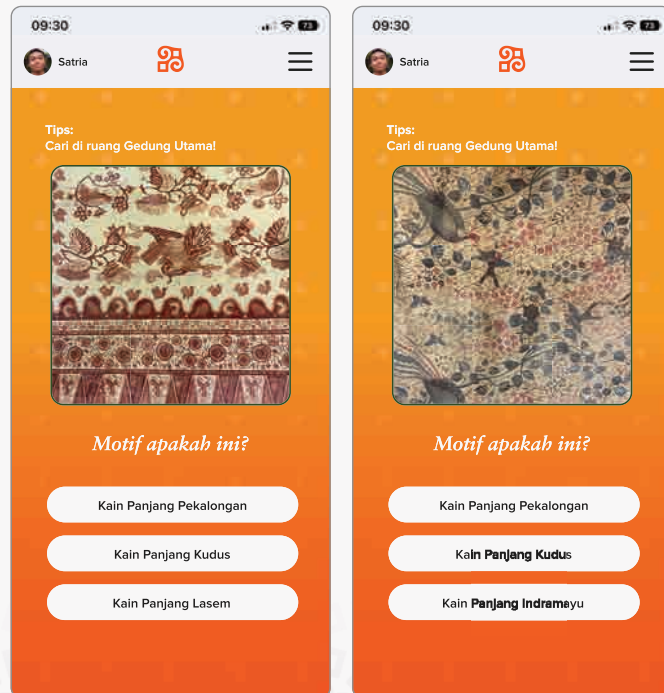 09:30
73
Satria
Tips:
Cari di ruang Gedung Utama!
Motif apakah ini?
Kain Panjang Pekalongan
Kain Panjang Kudus
Kain Panjang Lasem
09:30
73
Satria
Tips:
Cari di ruang Gedung Utama!
Motif apakah ini?
Kain Panjang Pekalongan
Kain Panjang Kudus
Kain Panjang Indramayu